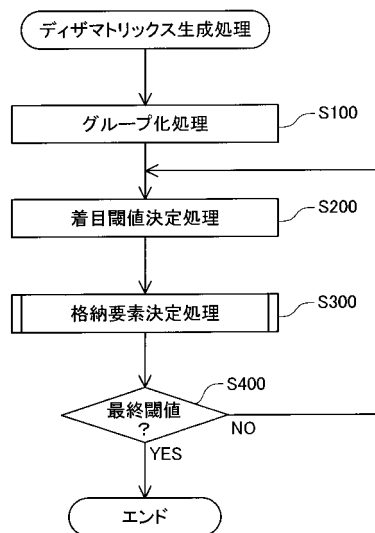 ディザマトリックス生成処理
グループ化処理
S100
着目閾値決定処理
S200
格納要素決定処理
S300
S400
最終閾値
?
NO
YES
エンド